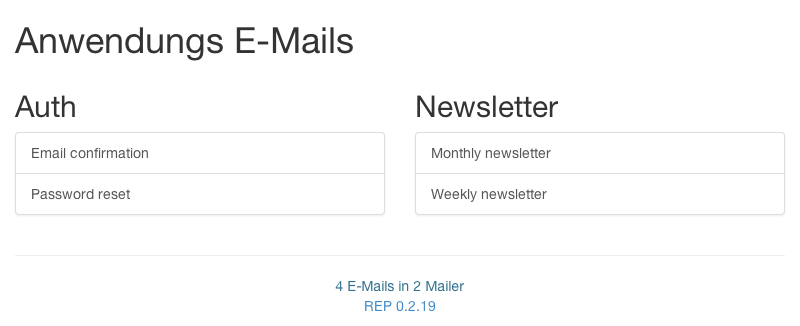 Anwendungs E-Mails
Auth
Email confirmation
Password reset
Newsletter
Monthly newsletter
Weekly newsletter
4 E-Mails in 2 Mailer
REP 0.2.19